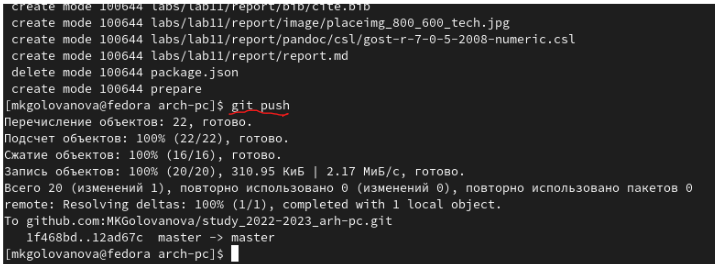 create mode 100644 labs/lab11/report/bib/cite.bib
create mode 100644 labs/lab11/report/image/placeimg_800_600_tech.jpg
create mode 100644 labs/lab11/report/pandoc/csl/gost-r-7-0-5-2008-numeric.csl
create mode 100644 labs/lab11/report/report.md
delete mode 100644 package.json
create mode 100644 prepare
[mkgolovanova@fedora arch-pc]$ git push
Перечисление объектов: 22, готово.
Подсчет объектов: 100% (22/22), готово.
Сжатие объектов: 100% (16/16), готово.
Запись объектов: 100% (20/20), 310.95 КиБ | 2.17 МиБ/с, готово.
Всего 20 (изменений 1), повторно использовано 0 (изменений 0), повторно использовано пакетов 0
remote: Resolving deltas: 100% (1/1), completed with 1 local object.
To github.com:MKGolovanova/study_2022-2023_arh-pc.git
1f468bd..12ad67c  master -> master
[mkgolovanova@fedora arch-pc]$